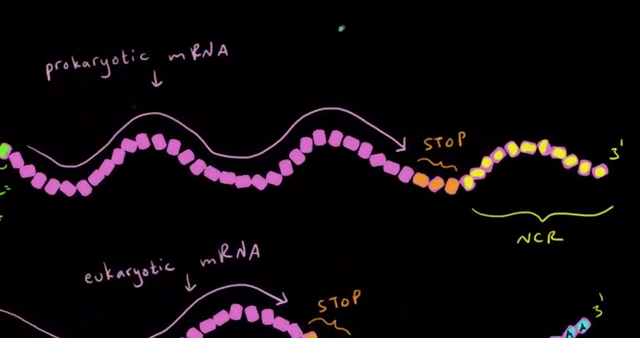 prokaryotic mRNA
STOP
3'
NCR
eukaryotic mRNA
STOP
3'
A A